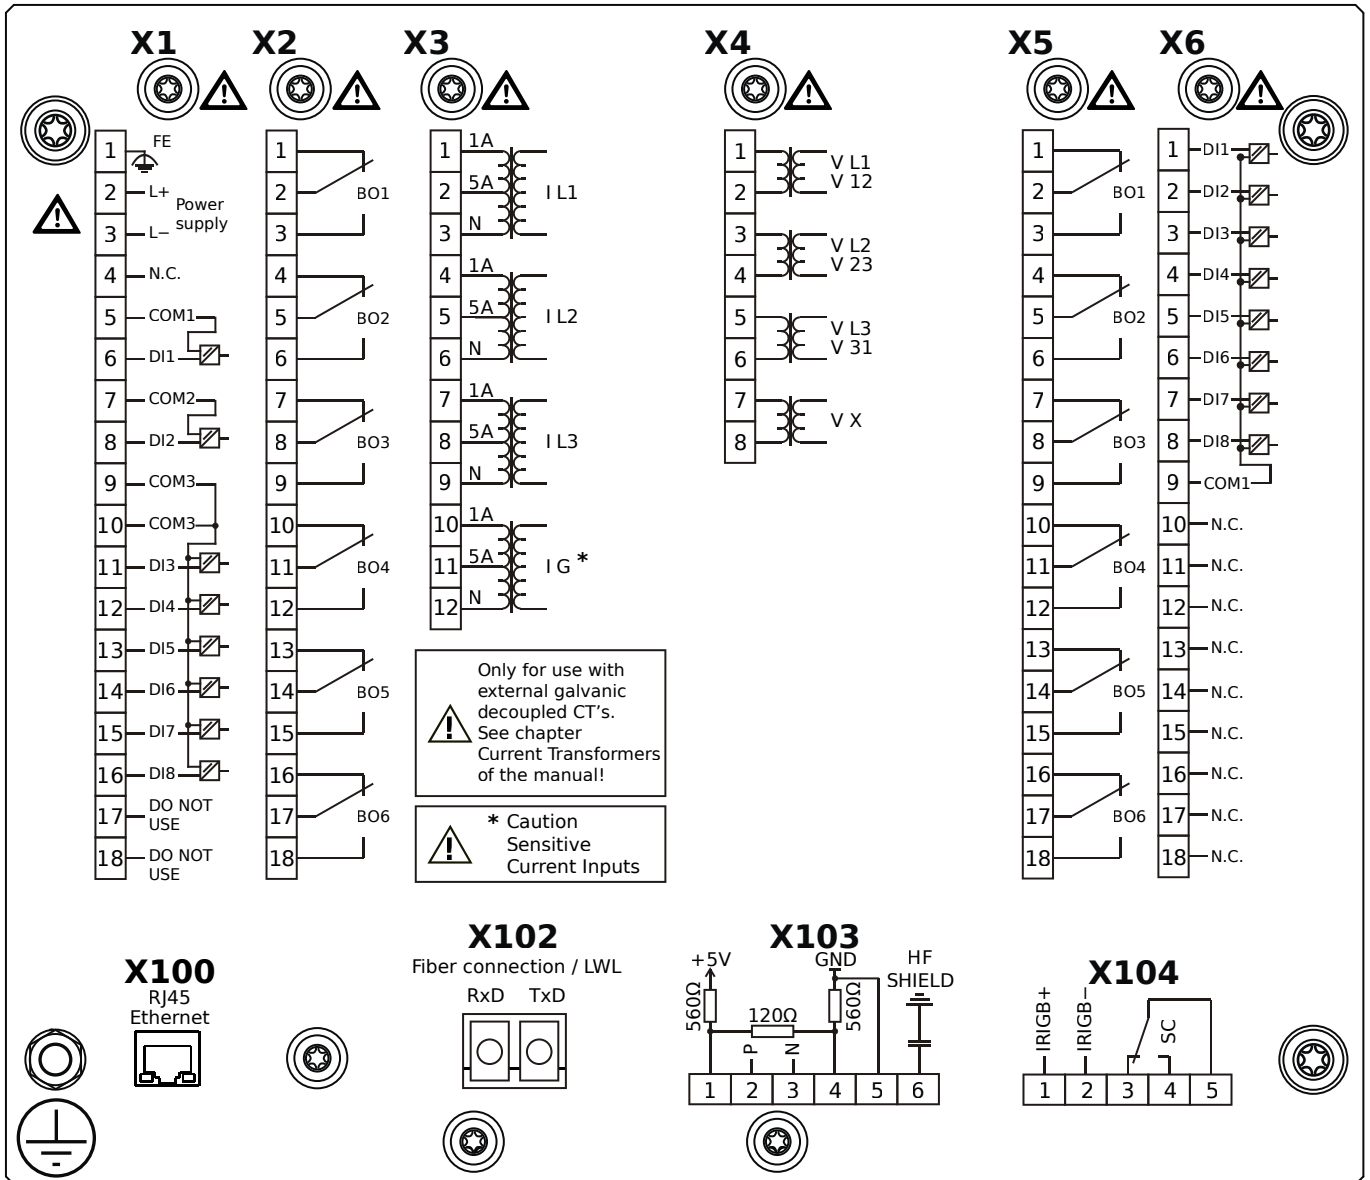 X1 X2 X3 X4 X5 X6
1 FE
2 L+
3 L−
Power
supply
4 N.C.
5 COM1
6 DI1
7 COM2
8 DI2
9 COM3
10 COM3
11 DI3
12 DI4
13 DI5
14 DI6
15 DI7
16 DI8
17 DO NOT
USE
18 DO NOT
USE
1
2 BO1
3
4
5 BO2
6
7
8 BO3
9
10
11 BO4
12
13
14 BO5
15
16
17 BO6
18
1 1A
2 5A I L1
3 N
4 1A
5 5A I L2
6 N
7 1A
8 5A I L3
9 N
10 1A
11 5A I G *
12 N
Only for use with
external galvanic
decoupled CT's.
See chapter
Current Transformers
of the manual!
* Caution
Sensitive
Current Inputs
1 V L1
2 V 12
3 V L2
4 V 23
5 V L3
6 V 31
7 V X
8
1
2 BO1
3
4
5 BO2
6
7
8 BO3
9
10
11 BO4
12
13
14 BO5
15
16
17 BO6
18
1 DI1
2 DI2
3 DI3
4 DI4
5 DI5
6 DI6
7 DI7
8 DI8
9 COM1
10 N.C.
11 N.C.
12 N.C.
13 N.C.
14 N.C.
15 N.C.
16 N.C.
17 N.C.
18 N.C.
X100
RJ45
Ethernet
X102
Fiber connection / LWL
RxD TxD
X103
+5V GND HF
SHIELD
560Ω 120Ω 560Ω
P N
1 2 3 4 5 6
X104
IRIGB+ IRIGB− SC
1 2 3 4 5